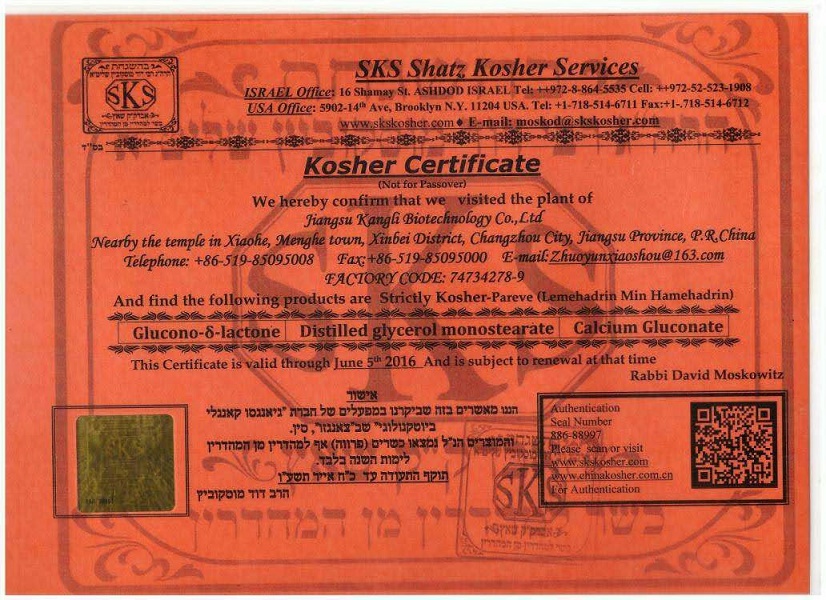 SKS Shatz Kosher Services
ISRAEL Office: 16 Shamay St. ASHDOD ISRAEL Tel: ++972-8-864-5535 Cell: ++972-52-523-1908
USA Office: 5902-14th Ave, Brooklyn N.Y. 11204 USA. Tel: +1-718-514-6711 Fax:+1-.718-514-6712
www.skskosher.com ♦ E-mail: moskod@skskosher.com
SKS
בס"ד
Kosher Certificate
(Not for Passover)
We hereby confirm that we visited the plant of
Jiangsu Kangli Biotechnology Co.,Ltd
Nearby the temple in Xiaohe, Menghe town, Xinbei District, Changzhou City, Jiangsu Province, P.R.China
Telephone: +86-519-85095008 Fax:+86-519-85095000 E-mail:Zhuoyunxiaoshou@163.com
FACTORY CODE: 74734278-9
And find the following products are Strictly Kosher-Pareve (Lemehadrin Min Hamehadrin)
Glucono-δ-lactone Distilled glycerol monostearate Calcium Gluconate
This Certificate is valid through June 5th 2016 And is subject to renewal at that time
Rabbi David Moskowitz
אישור
הננו מאשרים בזה שביקרנו במפעלים של חברת "גיאנגסו קאנגלי
ביוטקנולוגי" שב"צאנגזו", סין.
והמוצרים הנ"ל נמצאו כשרים (פרווה) אף למהדרין מן המהדרין
לימות השנה בלבד.
תוקף התעודה עד כ"ח אייר תשע"ו
הרב דוד מוסקוביץ
Authentication
Seal Number
886-88997
Please scan or visit
www.skskosher.com
www.chinakosher.com.cn
For Authentication
SKS